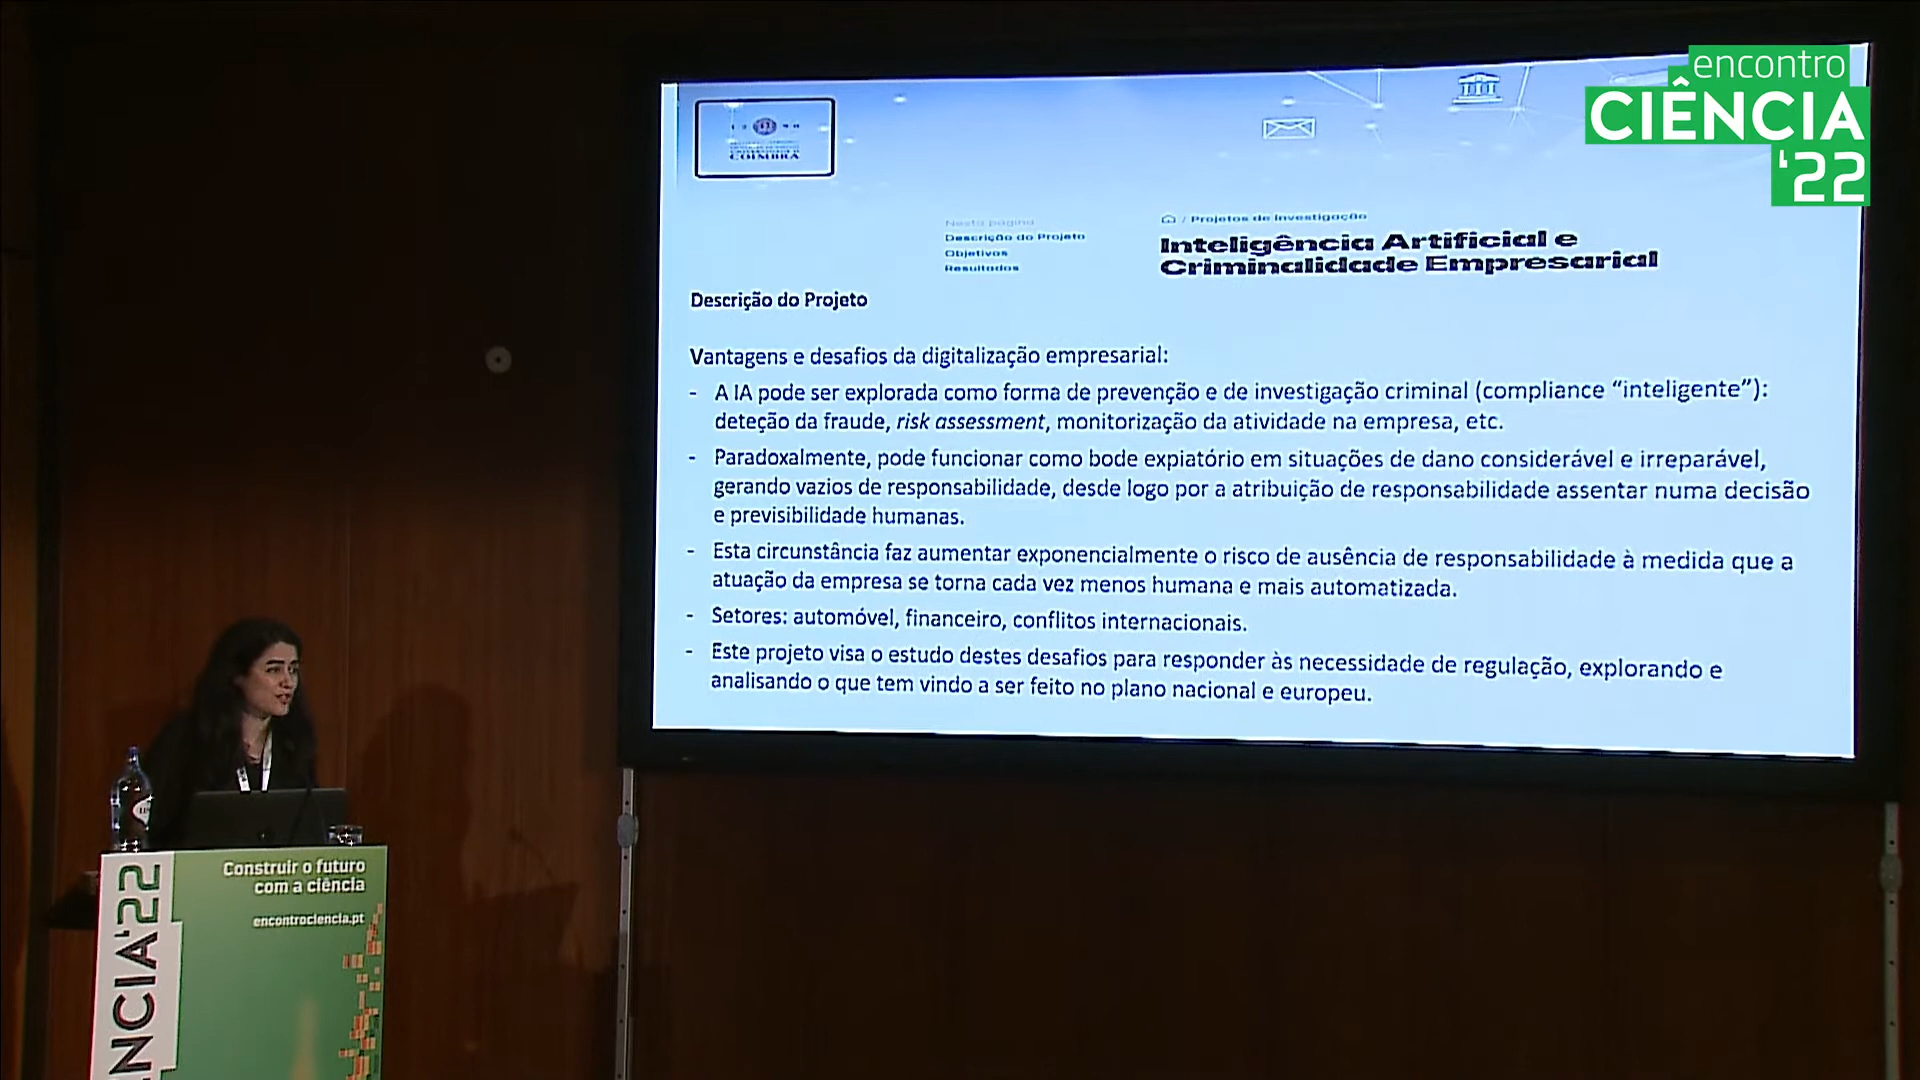 encontro
CIÊNCIA
'22
COIMBRA
Nesta página
Descrição do Projeto
Objetivos
Resultados
/ Projetos de Investigação
Inteligência Artificial e
Criminalidade Empresarial
Descrição do Projeto
Vantagens e desafios da digitalização empresarial:
- A IA pode ser explorada como forma de prevenção e de investigação criminal (compliance “inteligente”):
deteção da fraude, risk assessment, monitorização da atividade na empresa, etc.
- Paradoxalmente, pode funcionar como bode expiatório em situações de dano considerável e irreparável,
gerando vazios de responsabilidade, desde logo por a atribuição de responsabilidade assentar numa decisão
e previsibilidade humanas.
- Esta circunstância faz aumentar exponencialmente o risco de ausência de responsabilidade à medida que a
atuação da empresa se torna cada vez menos humana e mais automatizada.
- Setores: automóvel, financeiro, conflitos internacionais.
- Este projeto visa o estudo destes desafios para responder às necessidade de regulação, explorando e
analisando o que tem vindo a ser feito no plano nacional e europeu.
Construir o futuro
com a ciência
encontrociencia.pt
NCIA'22